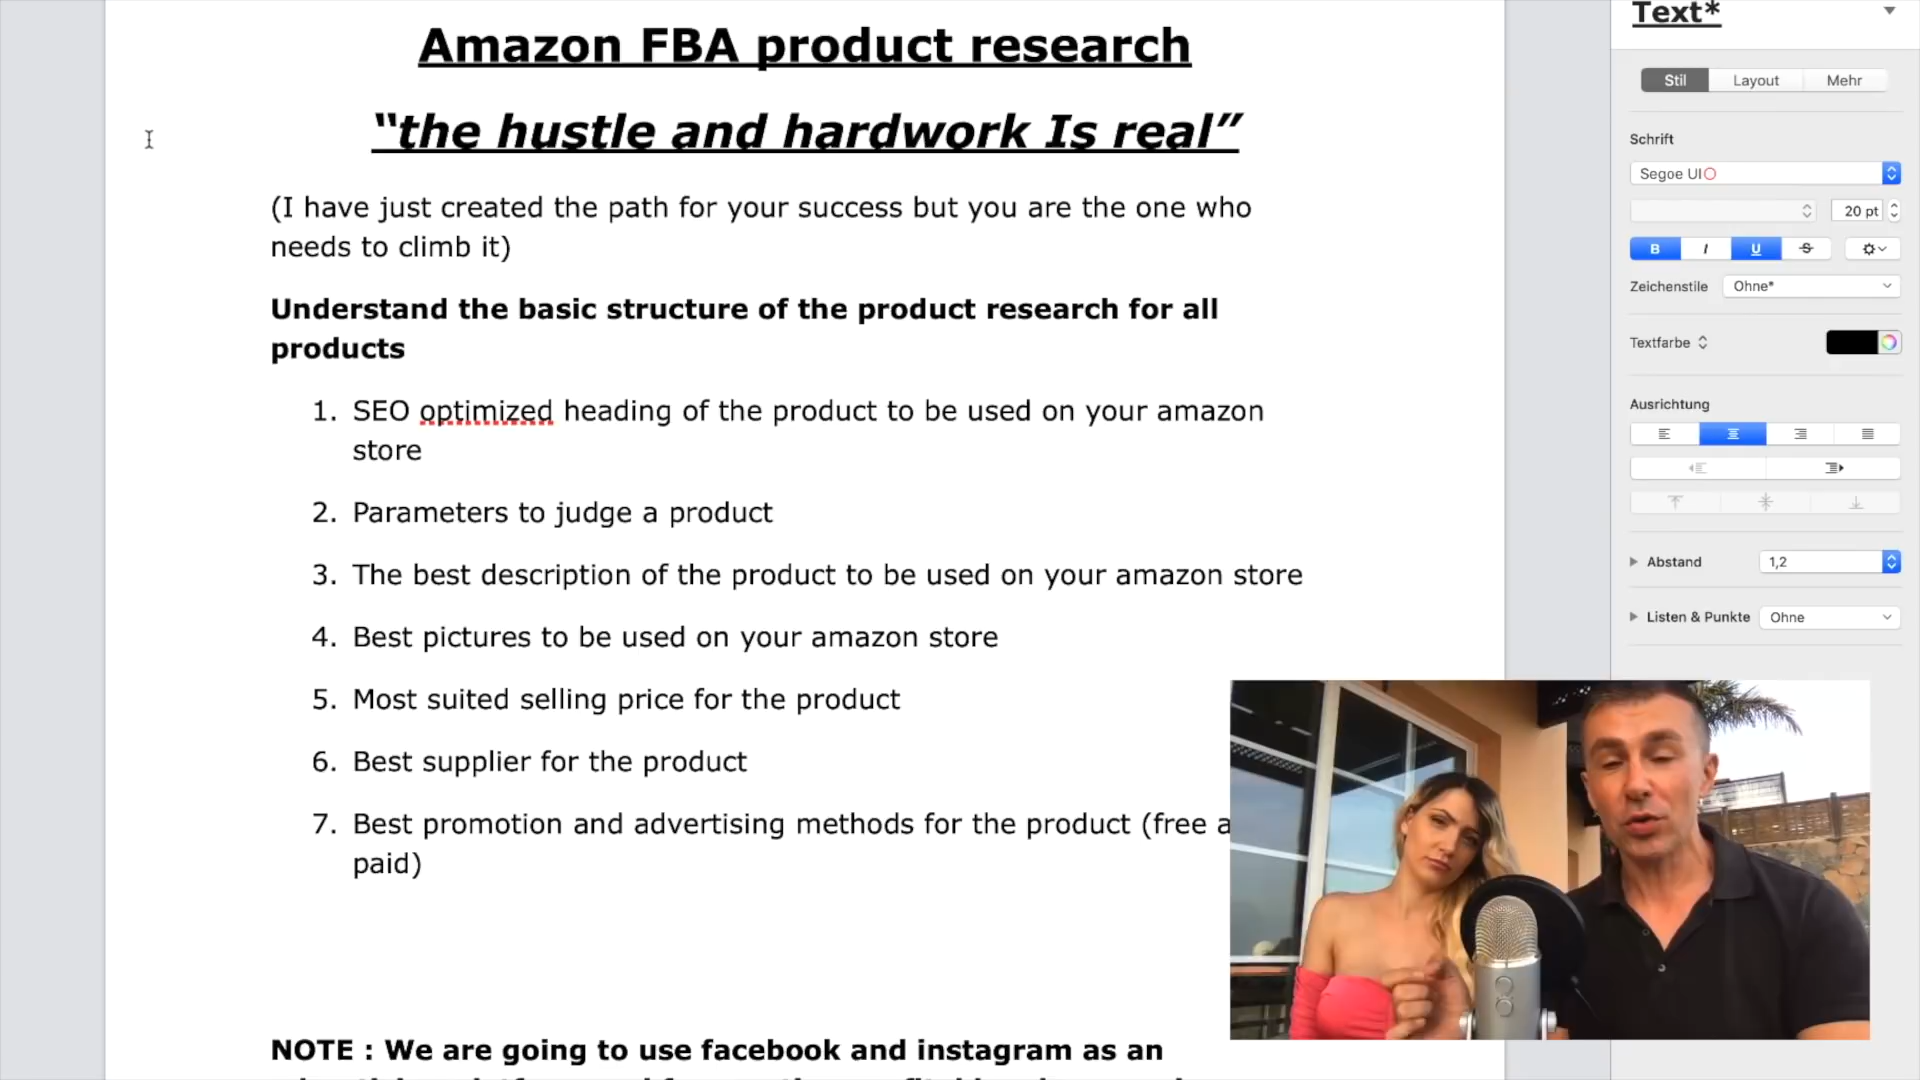 Amazon FBA product research
“the hustle and hardwork Is real”
(I have just created the path for your success but you are the one who
needs to climb it)
Understand the basic structure of the product research for all
products
1. SEO optimized heading of the product to be used on your amazon
store
2. Parameters to judge a product
3. The best description of the product to be used on your amazon store
4. Best pictures to be used on your amazon store
5. Most suited selling price for the product
6. Best supplier for the product
7. Best promotion and advertising methods for the product (free
paid)
NOTE : We are going to use facebook and instagram as an
Text*
Stil Layout Mehr
Schrift
Segoe UI
20 pt
B I U S
Zeichenstile Ohne*
Textfarbe
Ausrichtung
Abstand 1,2
Listen & Punkte Ohne